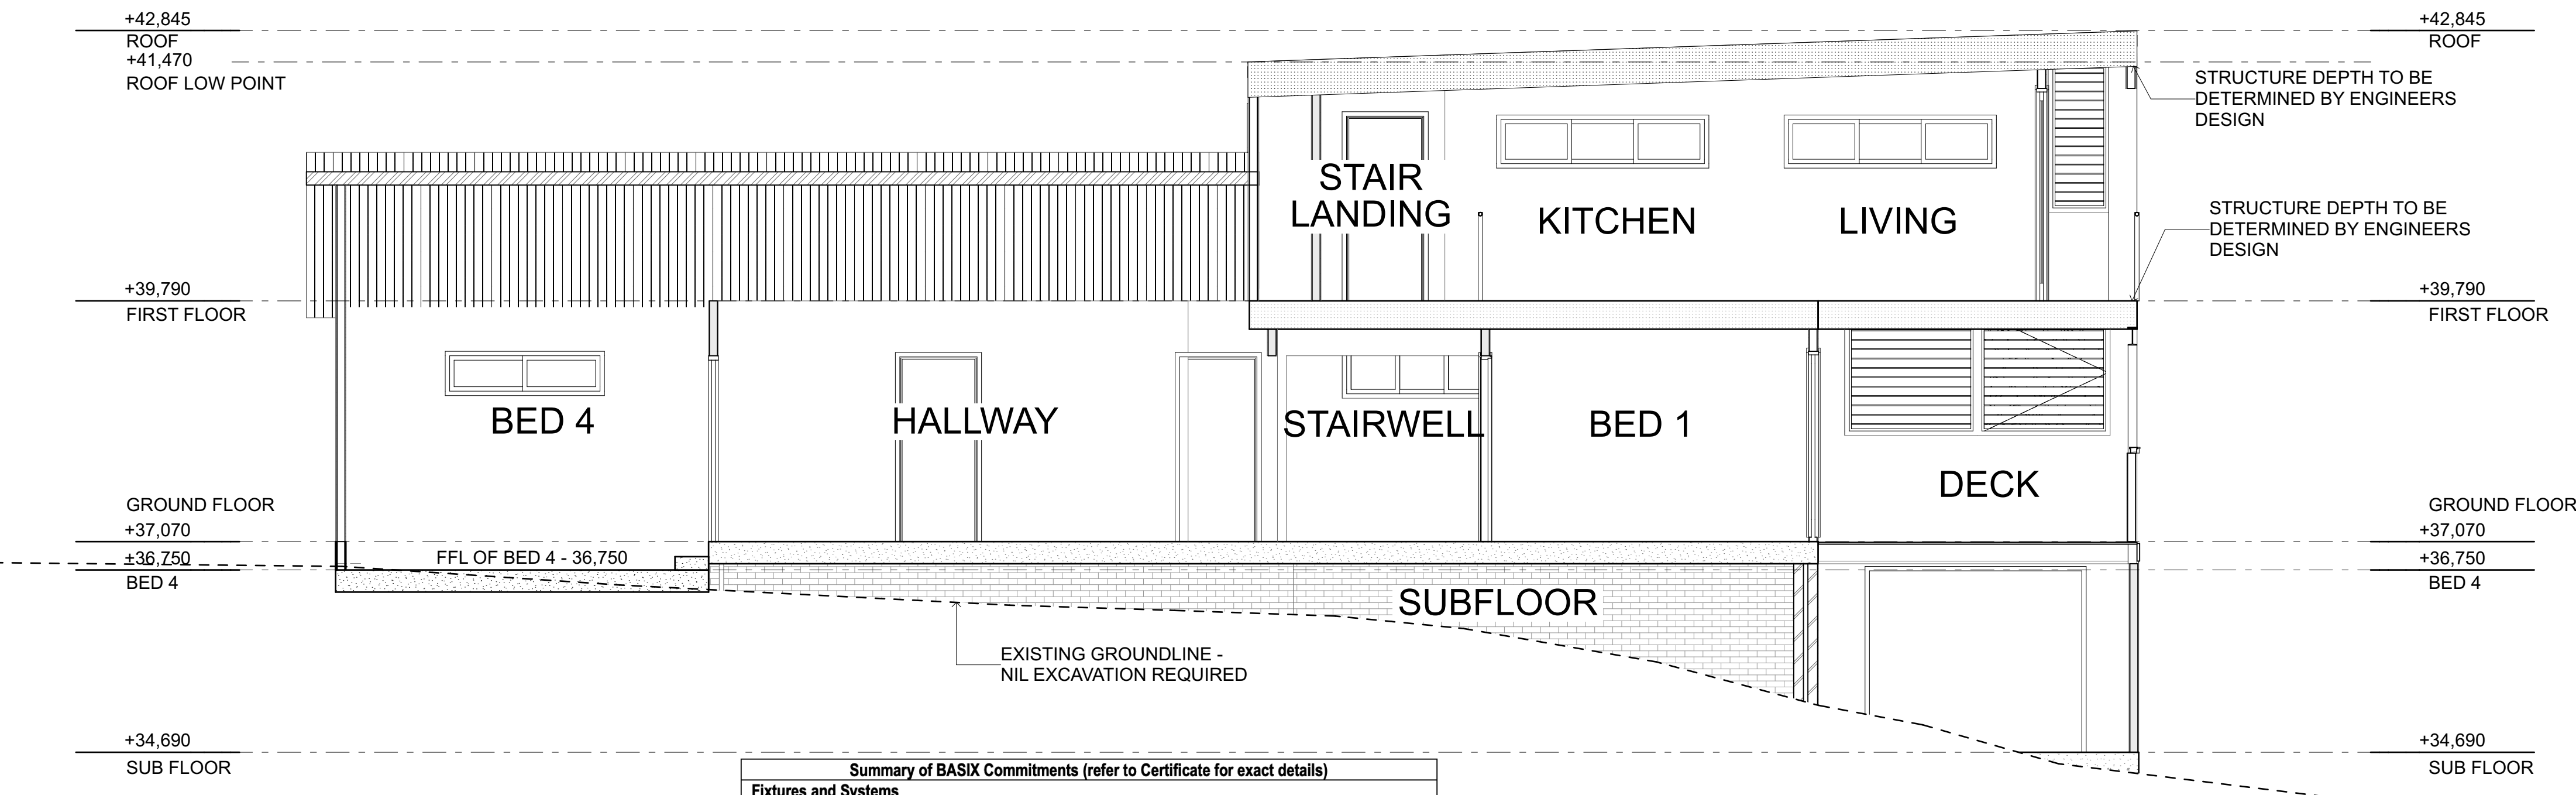 +42,845
ROOF
+41,470
ROOF LOW POINT
+39,790
FIRST FLOOR
GROUND FLOOR
+37,070
+36,750
BED 4
+34,690
SUB FLOOR
STAIR
LANDING
KITCHEN
LIVING
BED 4
HALLWAY
STAIRWELL
BED 1
DECK
FFL OF BED 4 - 36,750
SUBFLOOR
EXISTING GROUNDLINE -
NIL EXCAVATION REQUIRED
Summary of BASIX Commitments (refer to Certificate for exact details)
Fixtures and Systems
+42,845
ROOF
STRUCTURE DEPTH TO BE
DETERMINED BY ENGINEERS
DESIGN
STRUCTURE DEPTH TO BE
DETERMINED BY ENGINEERS
DESIGN
+39,790
FIRST FLOOR
GROUND FLOOR
+37,070
+36,750
BED 4
+34,690
SUB FLOOR